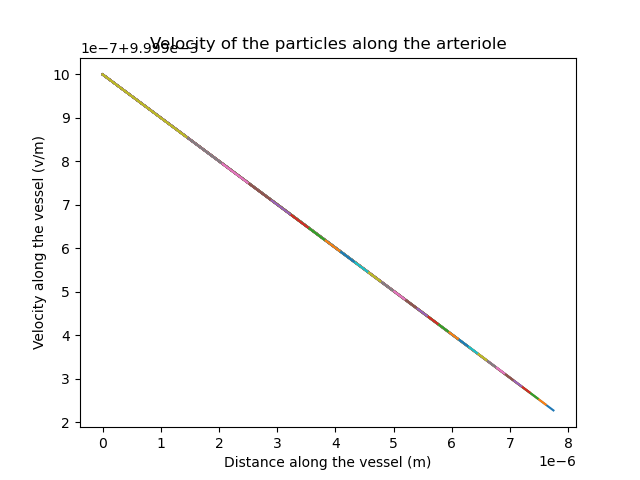 Velocity of the particles along the arteriole
1e−7+9.999e−3
10
9
8
7
6
5
4
3
2
Velocity along the vessel (v/m)
0 1 2 3 4 5 6 7 8
1e−6
Distance along the vessel (m)